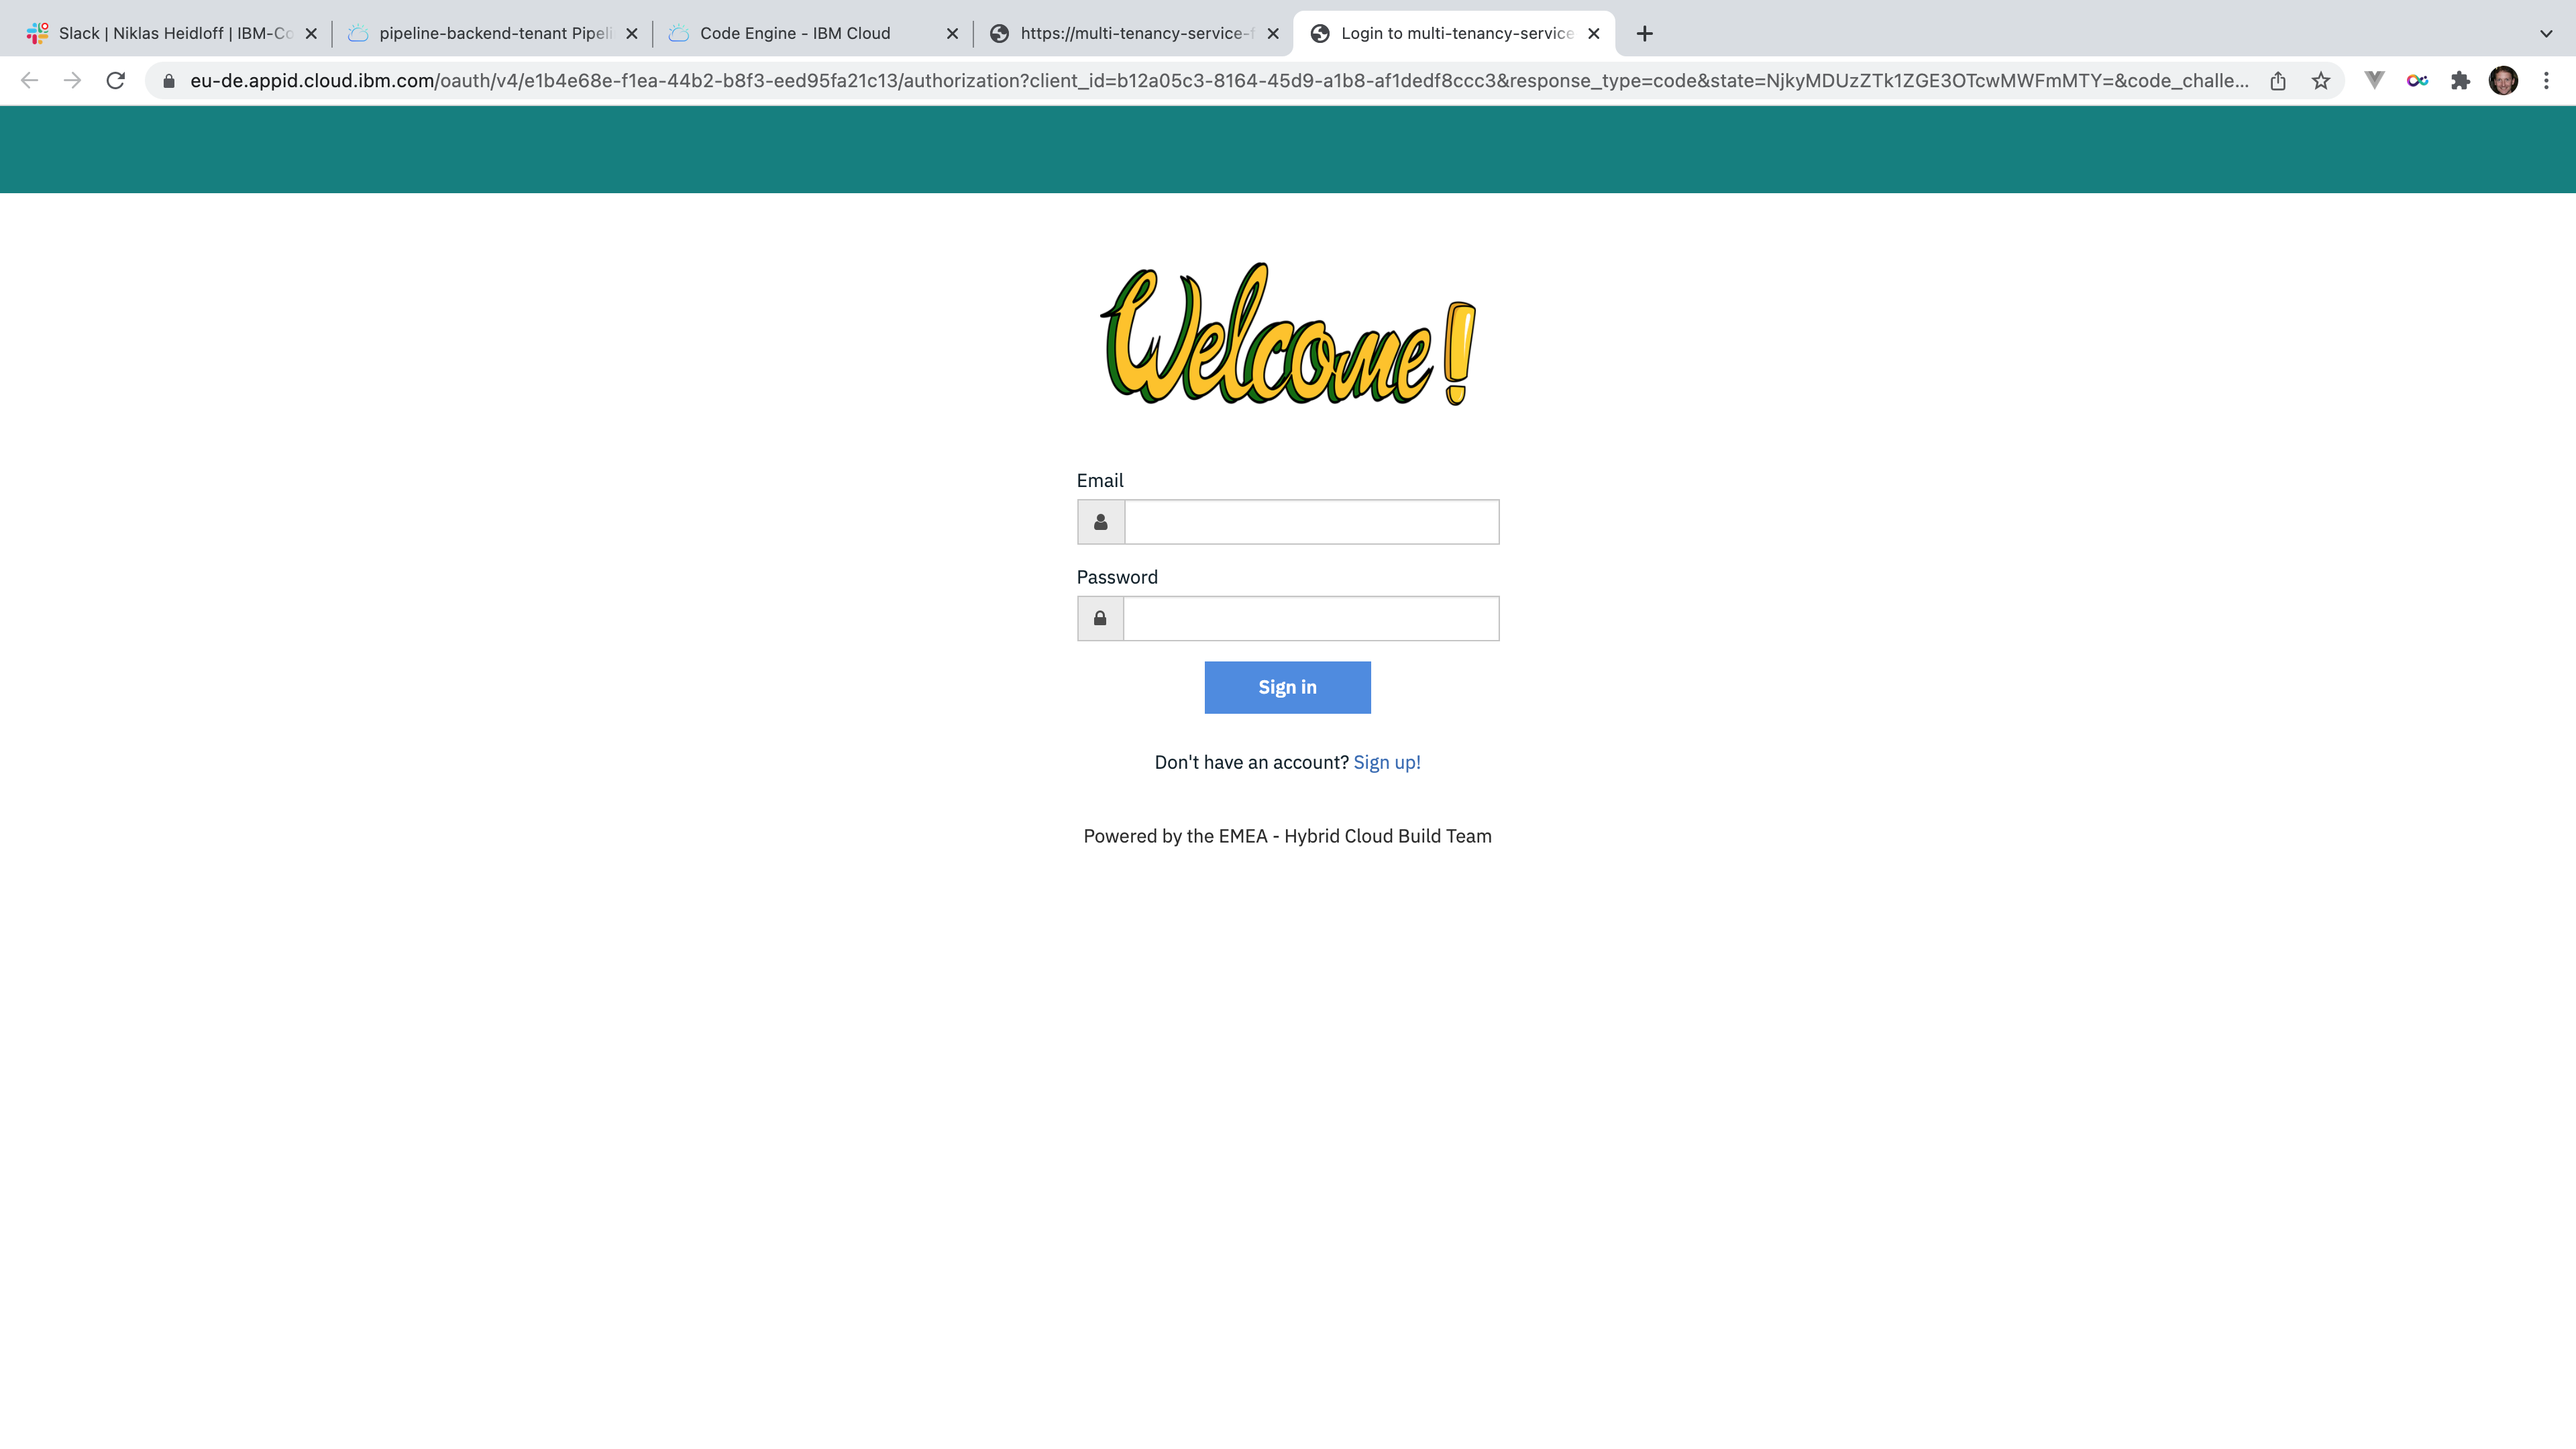 Slack | Niklas Heidloff | IBM-Co
pipeline-backend-tenant Pipeli
Code Engine - IBM Cloud
https://multi-tenancy-service-f
Login to multi-tenancy-service
eu-de.appid.cloud.ibm.com/oauth/v4/e1b4e68e-f1ea-44b2-b8f3-eed95fa21c13/authorization?client_id=b12a05c3-8164-45d9-a1b8-af1dedf8ccc3&response_type=code&state=NjkyMDUzZTk1ZGE3OTcwMWFmMTY=&code_challe...
Welcome!
Email
Password
Sign in
Don't have an account? Sign up!
Powered by the EMEA - Hybrid Cloud Build Team